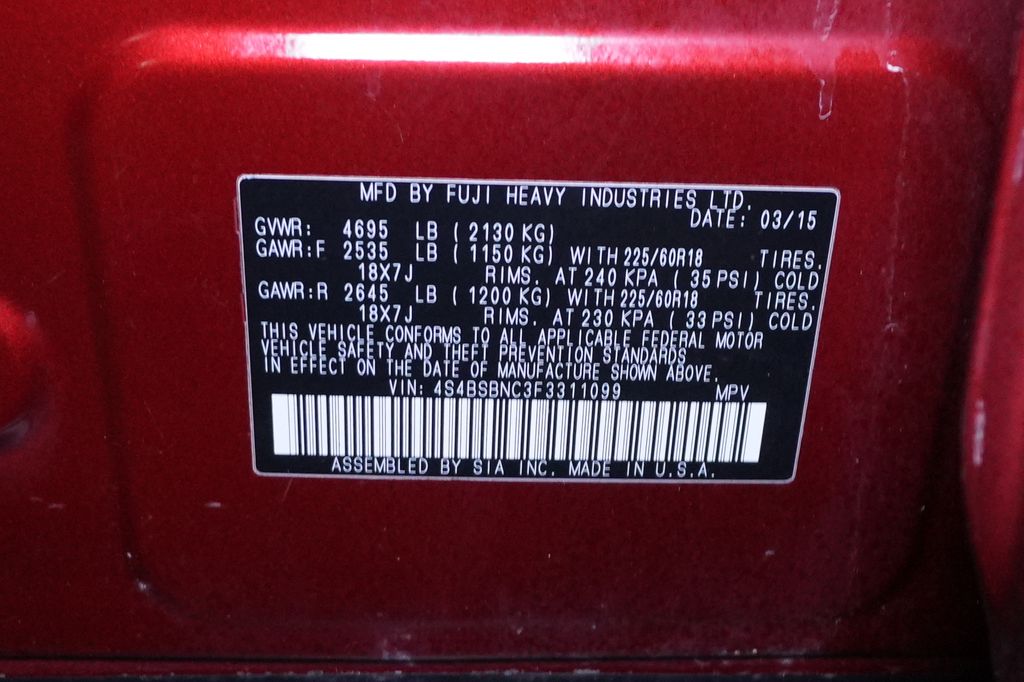 MFD BY FUJI HEAVY INDUSTRIES LTD.
DATE: 03/15
GVWR: 4695 LB ( 2130 KG)
GAWR:F 2535 LB ( 1150 KG) WITH 225/60R18 TIRES,
18X7J RIMS, AT 240 KPA ( 35 PSI) COLD
GAWR:R 2645 LB ( 1200 KG) WITH 225/60R18 TIRES,
18X7J RIMS, AT 230 KPA ( 33 PSI) COLD
THIS VEHICLE CONFORMS TO ALL APPLICABLE FEDERAL MOTOR
VEHICLE SAFETY AND THEFT PREVENTION STANDARDS
IN EFFECT ON THE DATE OF MANUFACTURE SHOWN ABOVE.
VIN: 4S4BSBNC3F3311099 MPV
ASSEMBLED BY SIA INC. MADE IN U.S.A.